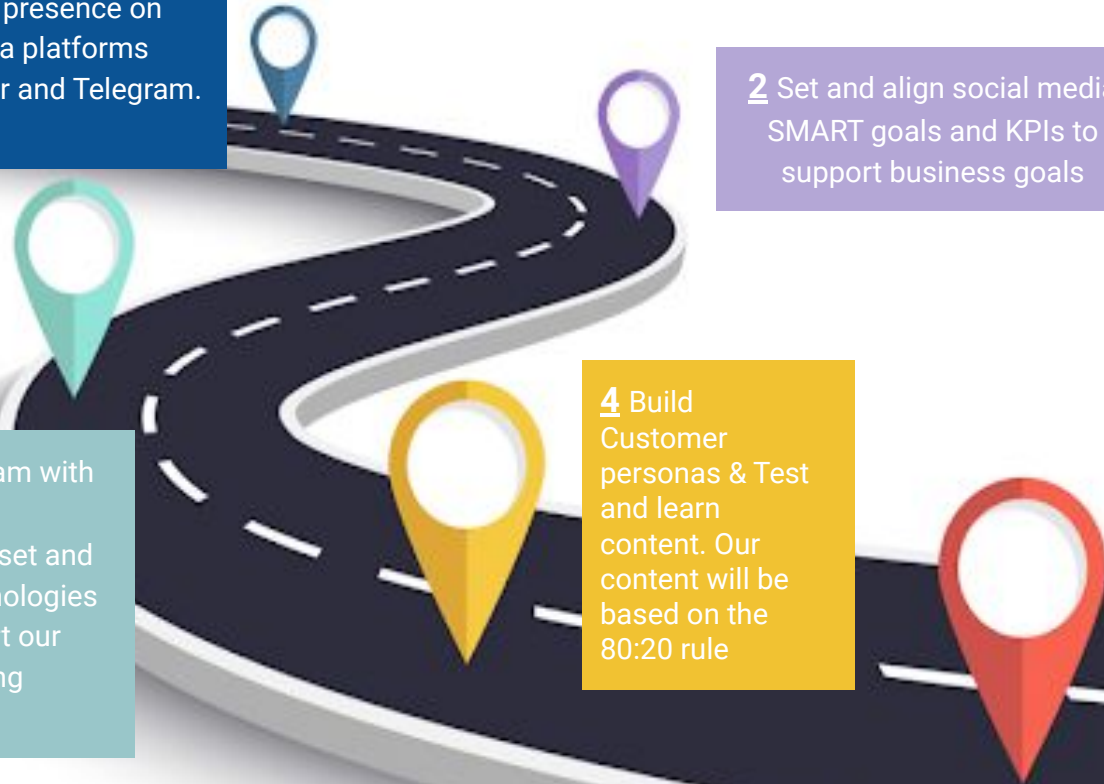 presence on
a platforms
r and Telegram.
2 Set and align social media
SMART goals and KPIs to
support business goals
am with
set and
nologies
t our
ng
4 Build
Customer
personas & Test
and learn
content. Our
content will be
based on the
80:20 rule